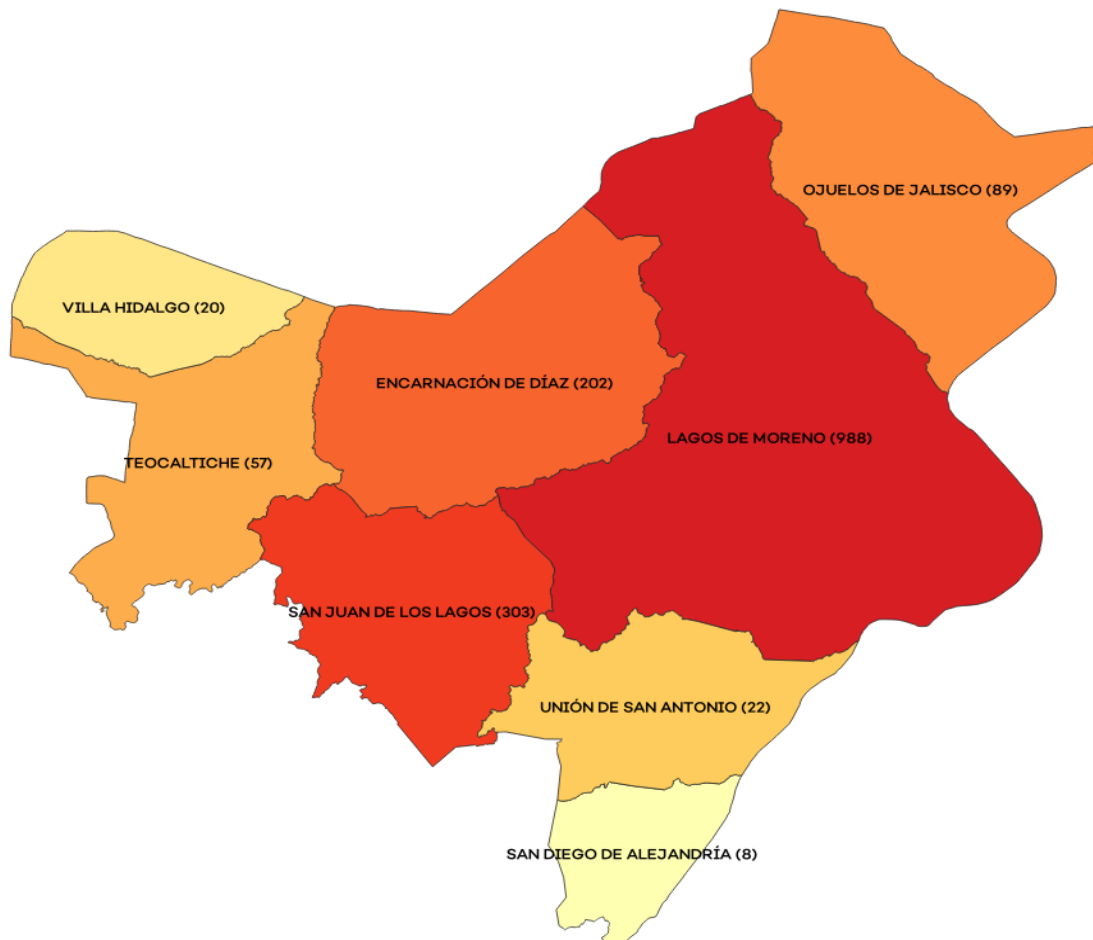 OJUELOS DE JALISCO (89)
VILLA HIDALGO (20)
ENCARNACIÓN DE DÍAZ (202)
LAGOS DE MORENO (988)
TEOCALTICHE (57)
SAN JUAN DE LOS LAGOS (303)
UNIÓN DE SAN ANTONIO (22)
SAN DIEGO DE ALEJANDRÍA (8)